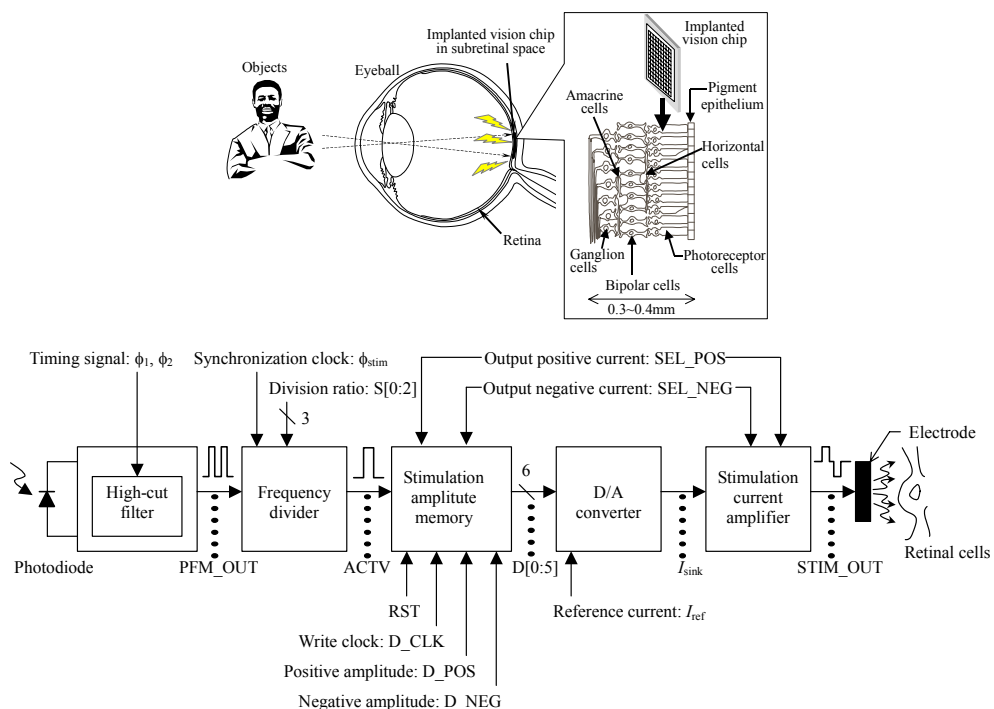 Implanted vision chip
in subretinal space
Objects
Eyeball
Retina
Implanted
vision chip
Amacrine
cells
Pigment
epithelium
Horizontal
cells
Ganglion
cells
Photoreceptor
cells
Bipolar cells
0.3~0.4mm
Timing signal: ϕ1, ϕ2
Synchronization clock: ϕstim
Division ratio: S[0:2]
3
Output positive current: SEL_POS
Output negative current: SEL_NEG
High-cut
filter
Frequency
divider
Stimulation
amplitute
memory
6
D/A
converter
Stimulation
current
amplifier
Electrode
Retinal cells
Photodiode
PFM_OUT
ACTV
D[0:5]
Isink
STIM_OUT
RST
Reference current: Iref
Write clock: D_CLK
Positive amplitude: D_POS
Negative amplitude: D_NEG